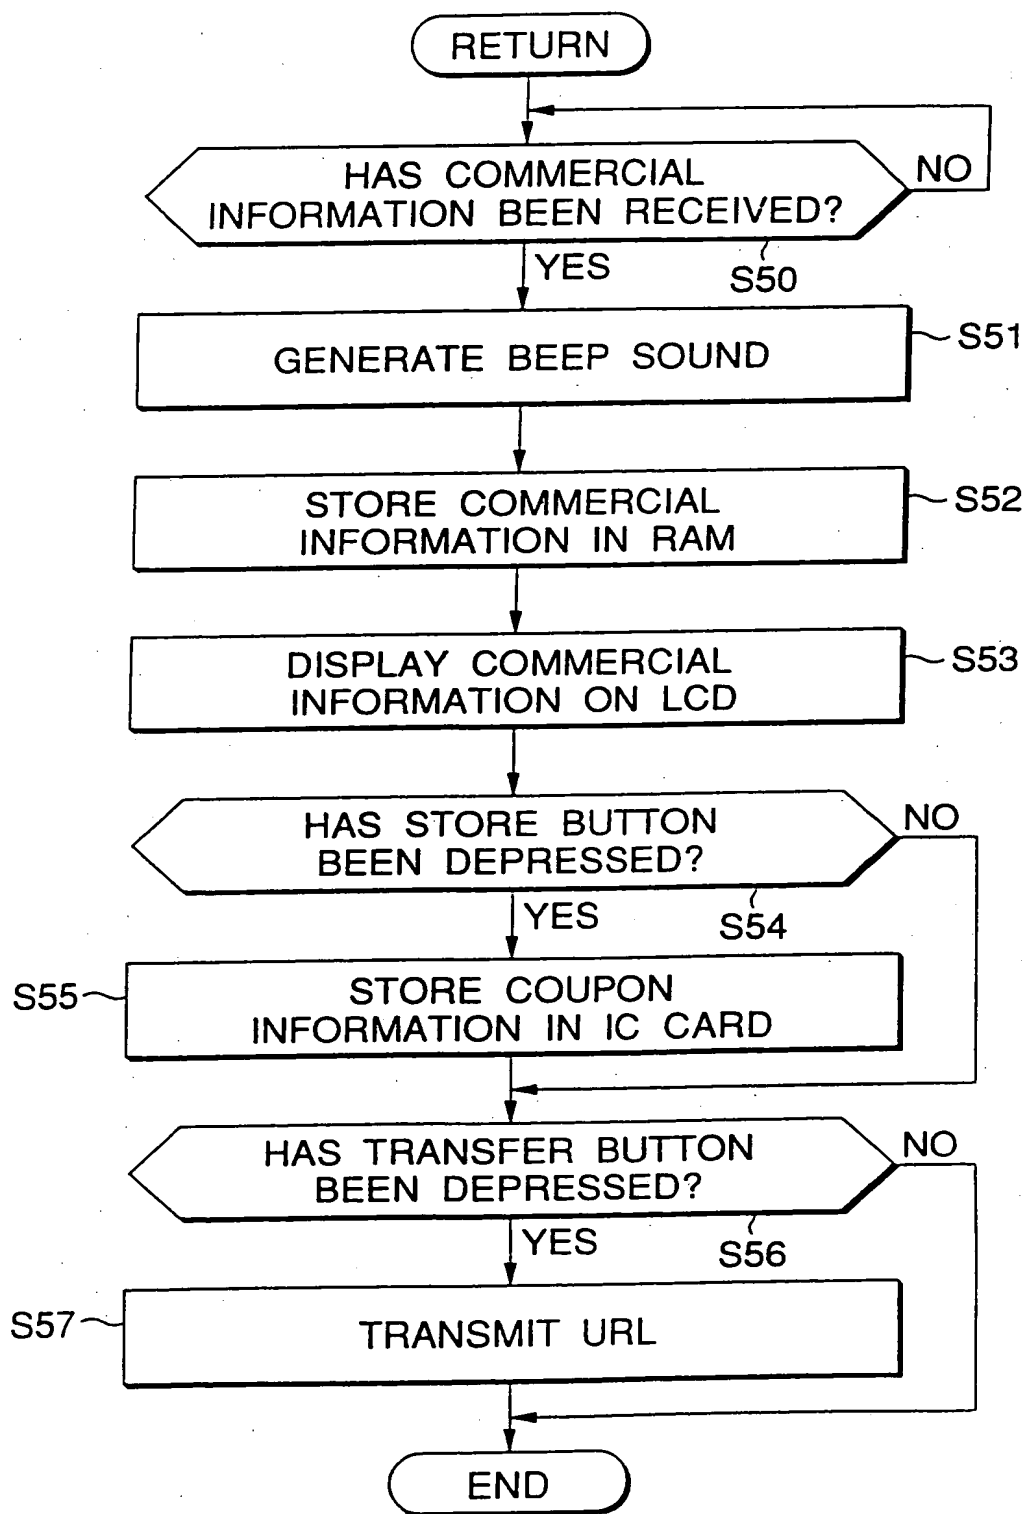 RETURN
HAS COMMERCIAL
INFORMATION BEEN RECEIVED?
NO
YES
S50
GENERATE BEEP SOUND
S51
STORE COMMERCIAL
INFORMATION IN RAM
S52
DISPLAY COMMERCIAL
INFORMATION ON LCD
S53
HAS STORE BUTTON
BEEN DEPRESSED?
NO
YES
S54
S55
STORE COUPON
INFORMATION IN IC CARD
HAS TRANSFER BUTTON
BEEN DEPRESSED?
NO
YES
S56
S57
TRANSMIT URL
END